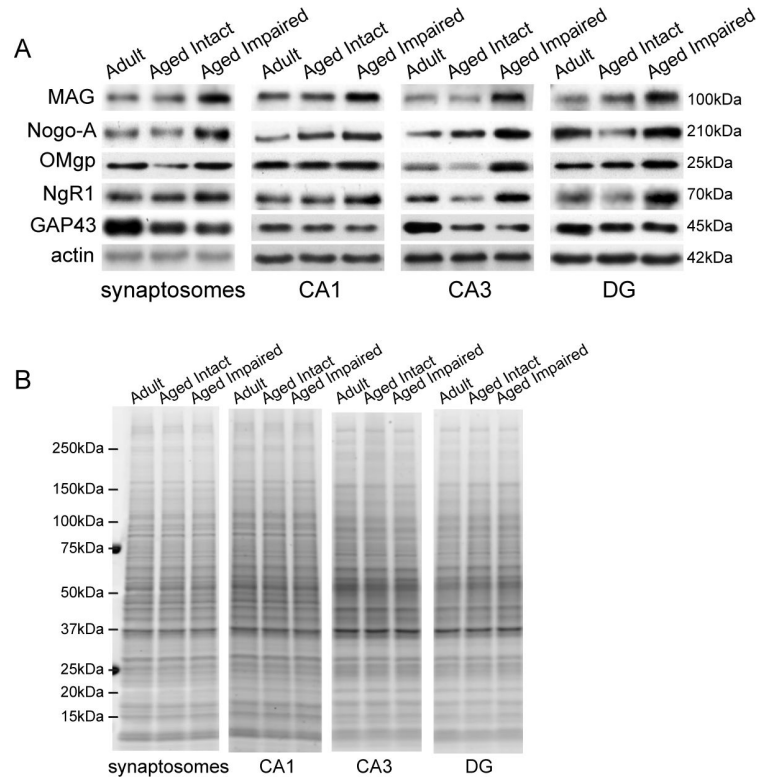 A
Adult Aged Intact Aged Impaired Adult Aged Intact Aged Impaired Adult Aged Intact Aged Impaired Adult Aged Intact Aged Impaired
MAG 100kDa
Nogo-A 210kDa
OMgp 25kDa
NgR1 70kDa
GAP43 45kDa
actin 42kDa
synaptosomes CA1 CA3 DG
B
Adult Aged Intact Aged Impaired Adult Aged Intact Aged Impaired Adult Aged Intact Aged Impaired Adult Aged Intact Aged Impaired
250kDa
150kDa
100kDa
75kDa
50kDa
37kDa
25kDa
20kDa
15kDa
synaptosomes CA1 CA3 DG